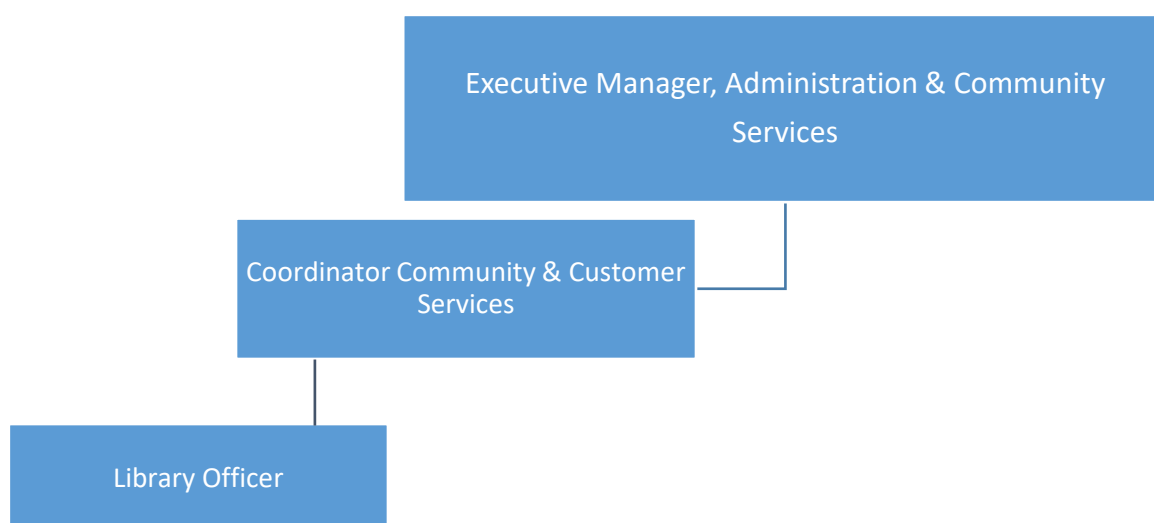 Executive Manager, Administration & Community
Services
Coordinator Community & Customer
Services
Library Officer